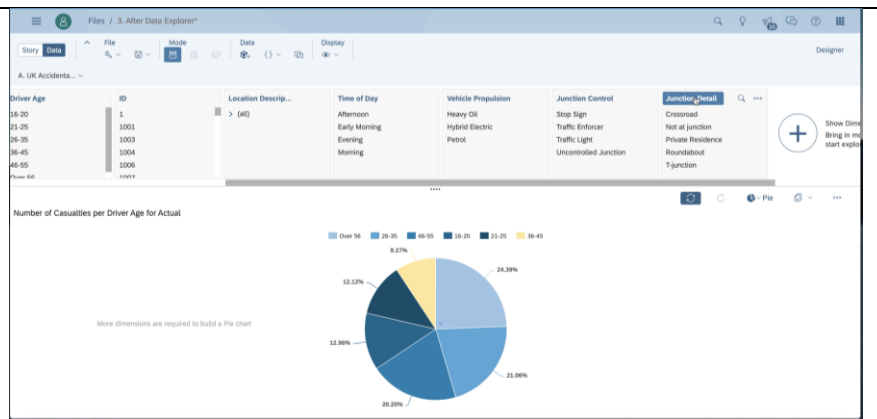 Files / 3. After Data Explorer*
Story Data
File
Mode
Data
Display
Designer
A. UK Accidenta...
Driver Age
16-20
21-25
26-35
36-45
46-55
Over 56
ID
1
1001
1003
1004
1006
1007
Location Descrip...
(all)
Time of Day
Afternoon
Early Morning
Evening
Morning
Vehicle Propulsion
Heavy Oil
Hybrid Electric
Petrol
Junction Control
Stop Sign
Traffic Enforcer
Traffic Light
Uncontrolled Junction
Junction Detail
Crossroad
Not at junction
Private Residence
Roundabout
T-junction
Show Dime
Bring in mo
start explo
Pie
Number of Casualties per Driver Age for Actual
Over 56 26-35 46-55 16-20 21-25 36-45
9.27%
24.39%
12.12%
More dimensions are required to build a Pie chart
12.96%
21.06%
20.20%